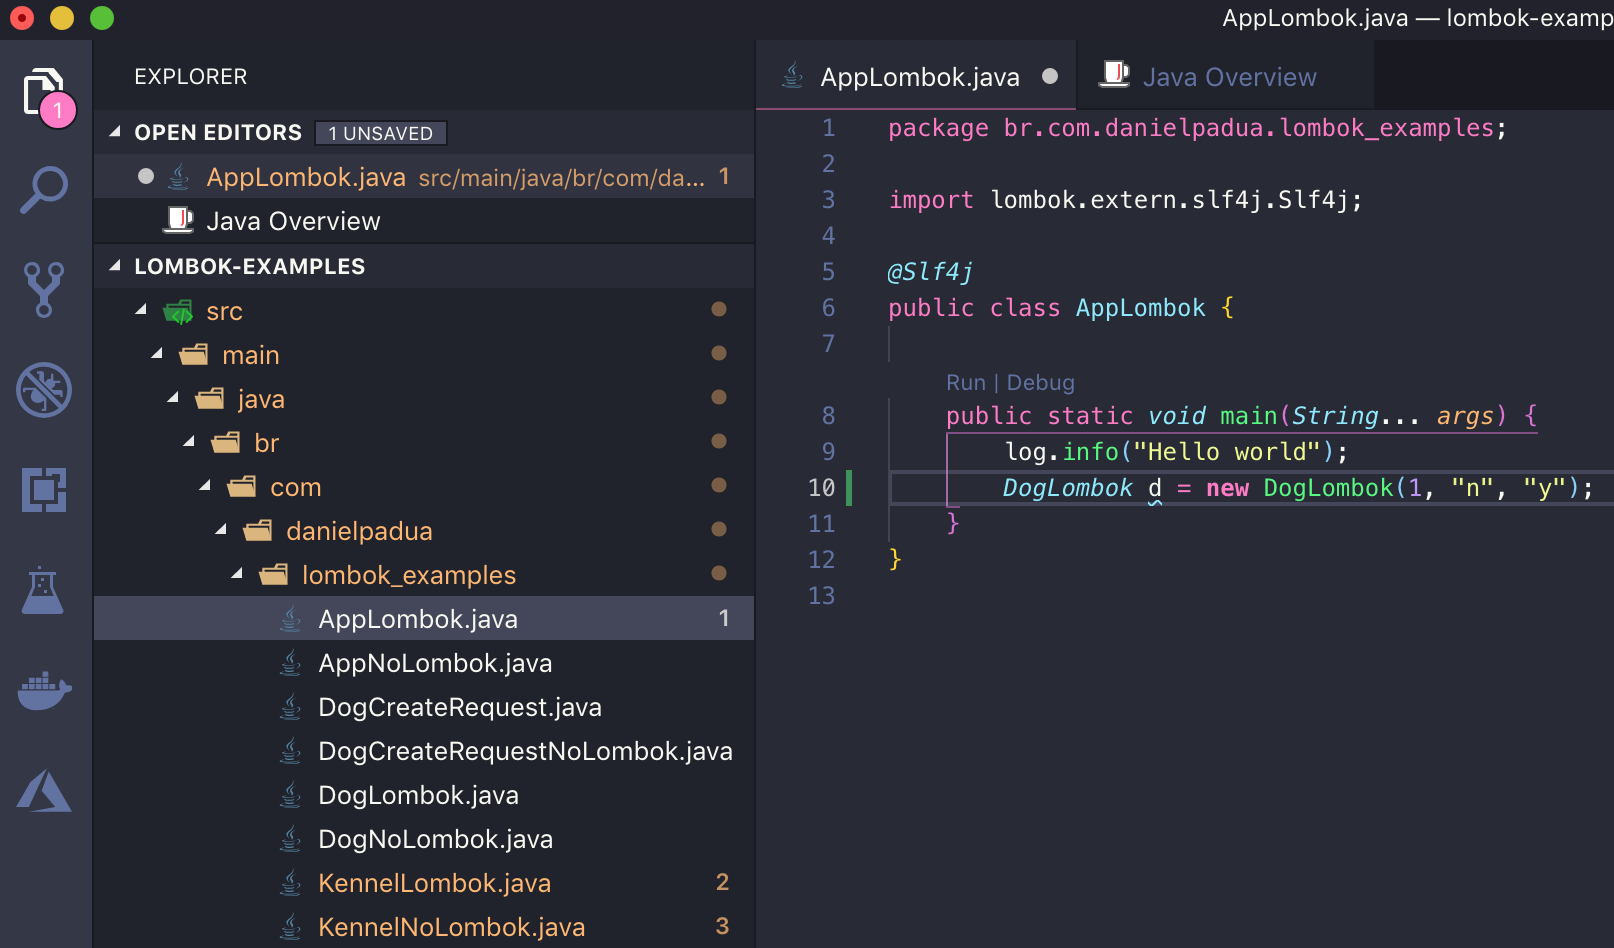 AppLombok.java — lombok-examp
EXPLORER
OPEN EDITORS 1 UNSAVED
AppLombok.java src/main/java/br/com/da... 1
Java Overview
LOMBOK-EXAMPLES
src
main
java
br
com
danielpadua
lombok_examples
AppLombok.java 1
AppNoLombok.java
DogCreateRequest.java
DogCreateRequestNoLombok.java
DogLombok.java
DogNoLombok.java
KennelLombok.java 2
KennelNoLombok.java 3
1
AppLombok.java
Java Overview
1 package br.com.danielpadua.lombok_examples;
2
3 import lombok.extern.slf4j.Slf4j;
4
5 @Slf4j
6 public class AppLombok {
7
Run | Debug
8 public static void main(String... args) {
9 log.info("Hello world");
10 DogLombok d = new DogLombok(1, "n", "y");
11 }
12 }
13